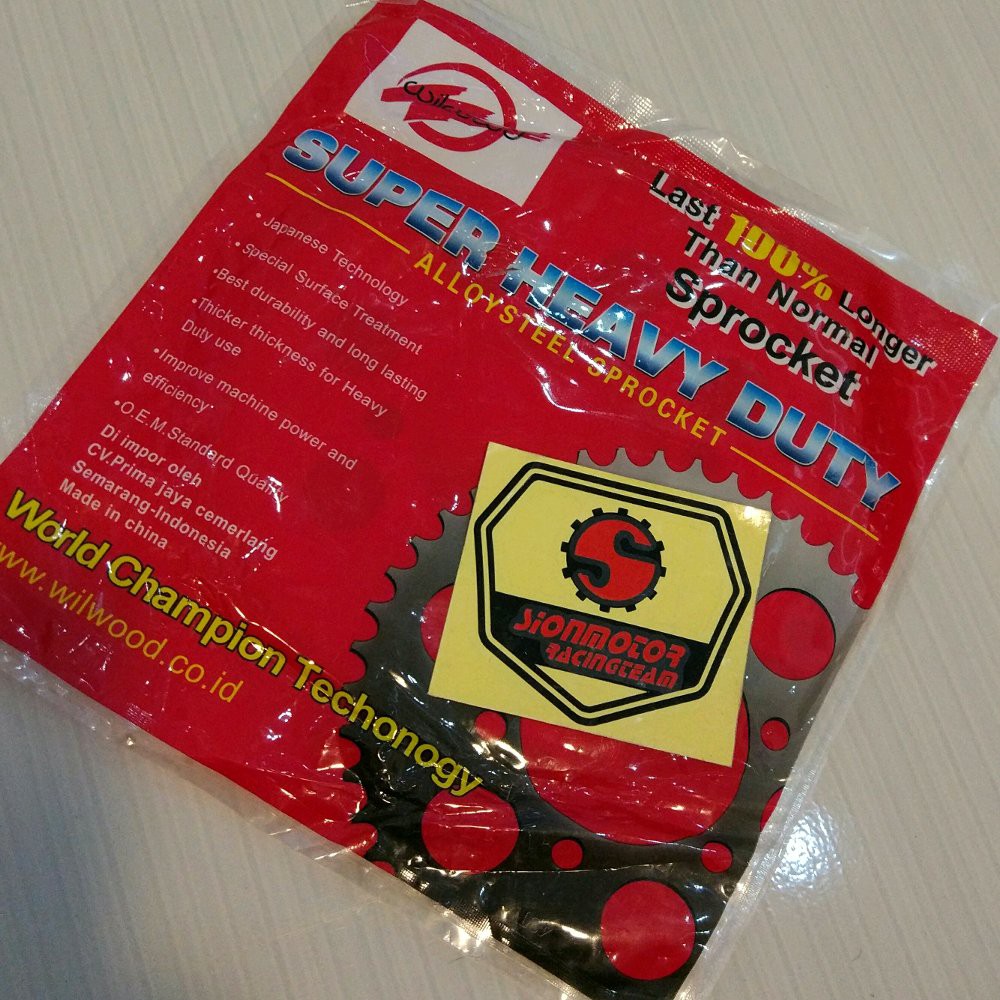 Wilwood
SUPER HEAVY DUTY
ALLOYSTEEL SPROCKET
Last 100% Longer
Than Normal
Sprocket
• Japanese Technology
• Special Surface Treatment
•Best durability and long lasting
•Thicker thickness for Heavy
Duty use
•Improve machine power and
efficiency
•O.E.M.Standard Quality
Di impor oleh
CV.Prima jaya cemerlang
Semarang-Indonesia
Made in china
World Champion Techonogy
www.wilwood.co.id
S
SIONMOTOR
RACINGTEAM